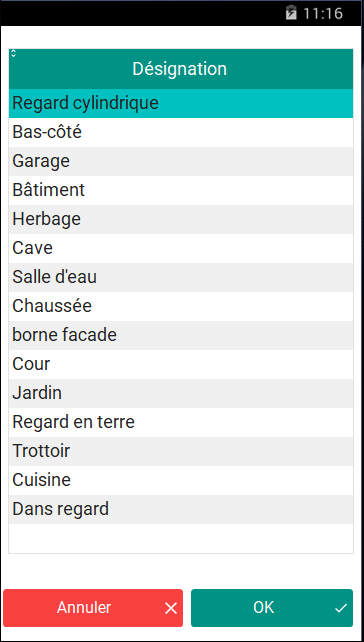 11:16
Désignation
Regard cylindrique
Bas-côté
Garage
Bâtiment
Herbage
Cave
Salle d'eau
Chaussée
borne facade
Cour
Jardin
Regard en terre
Trottoir
Cuisine
Dans regard
Annuler
OK